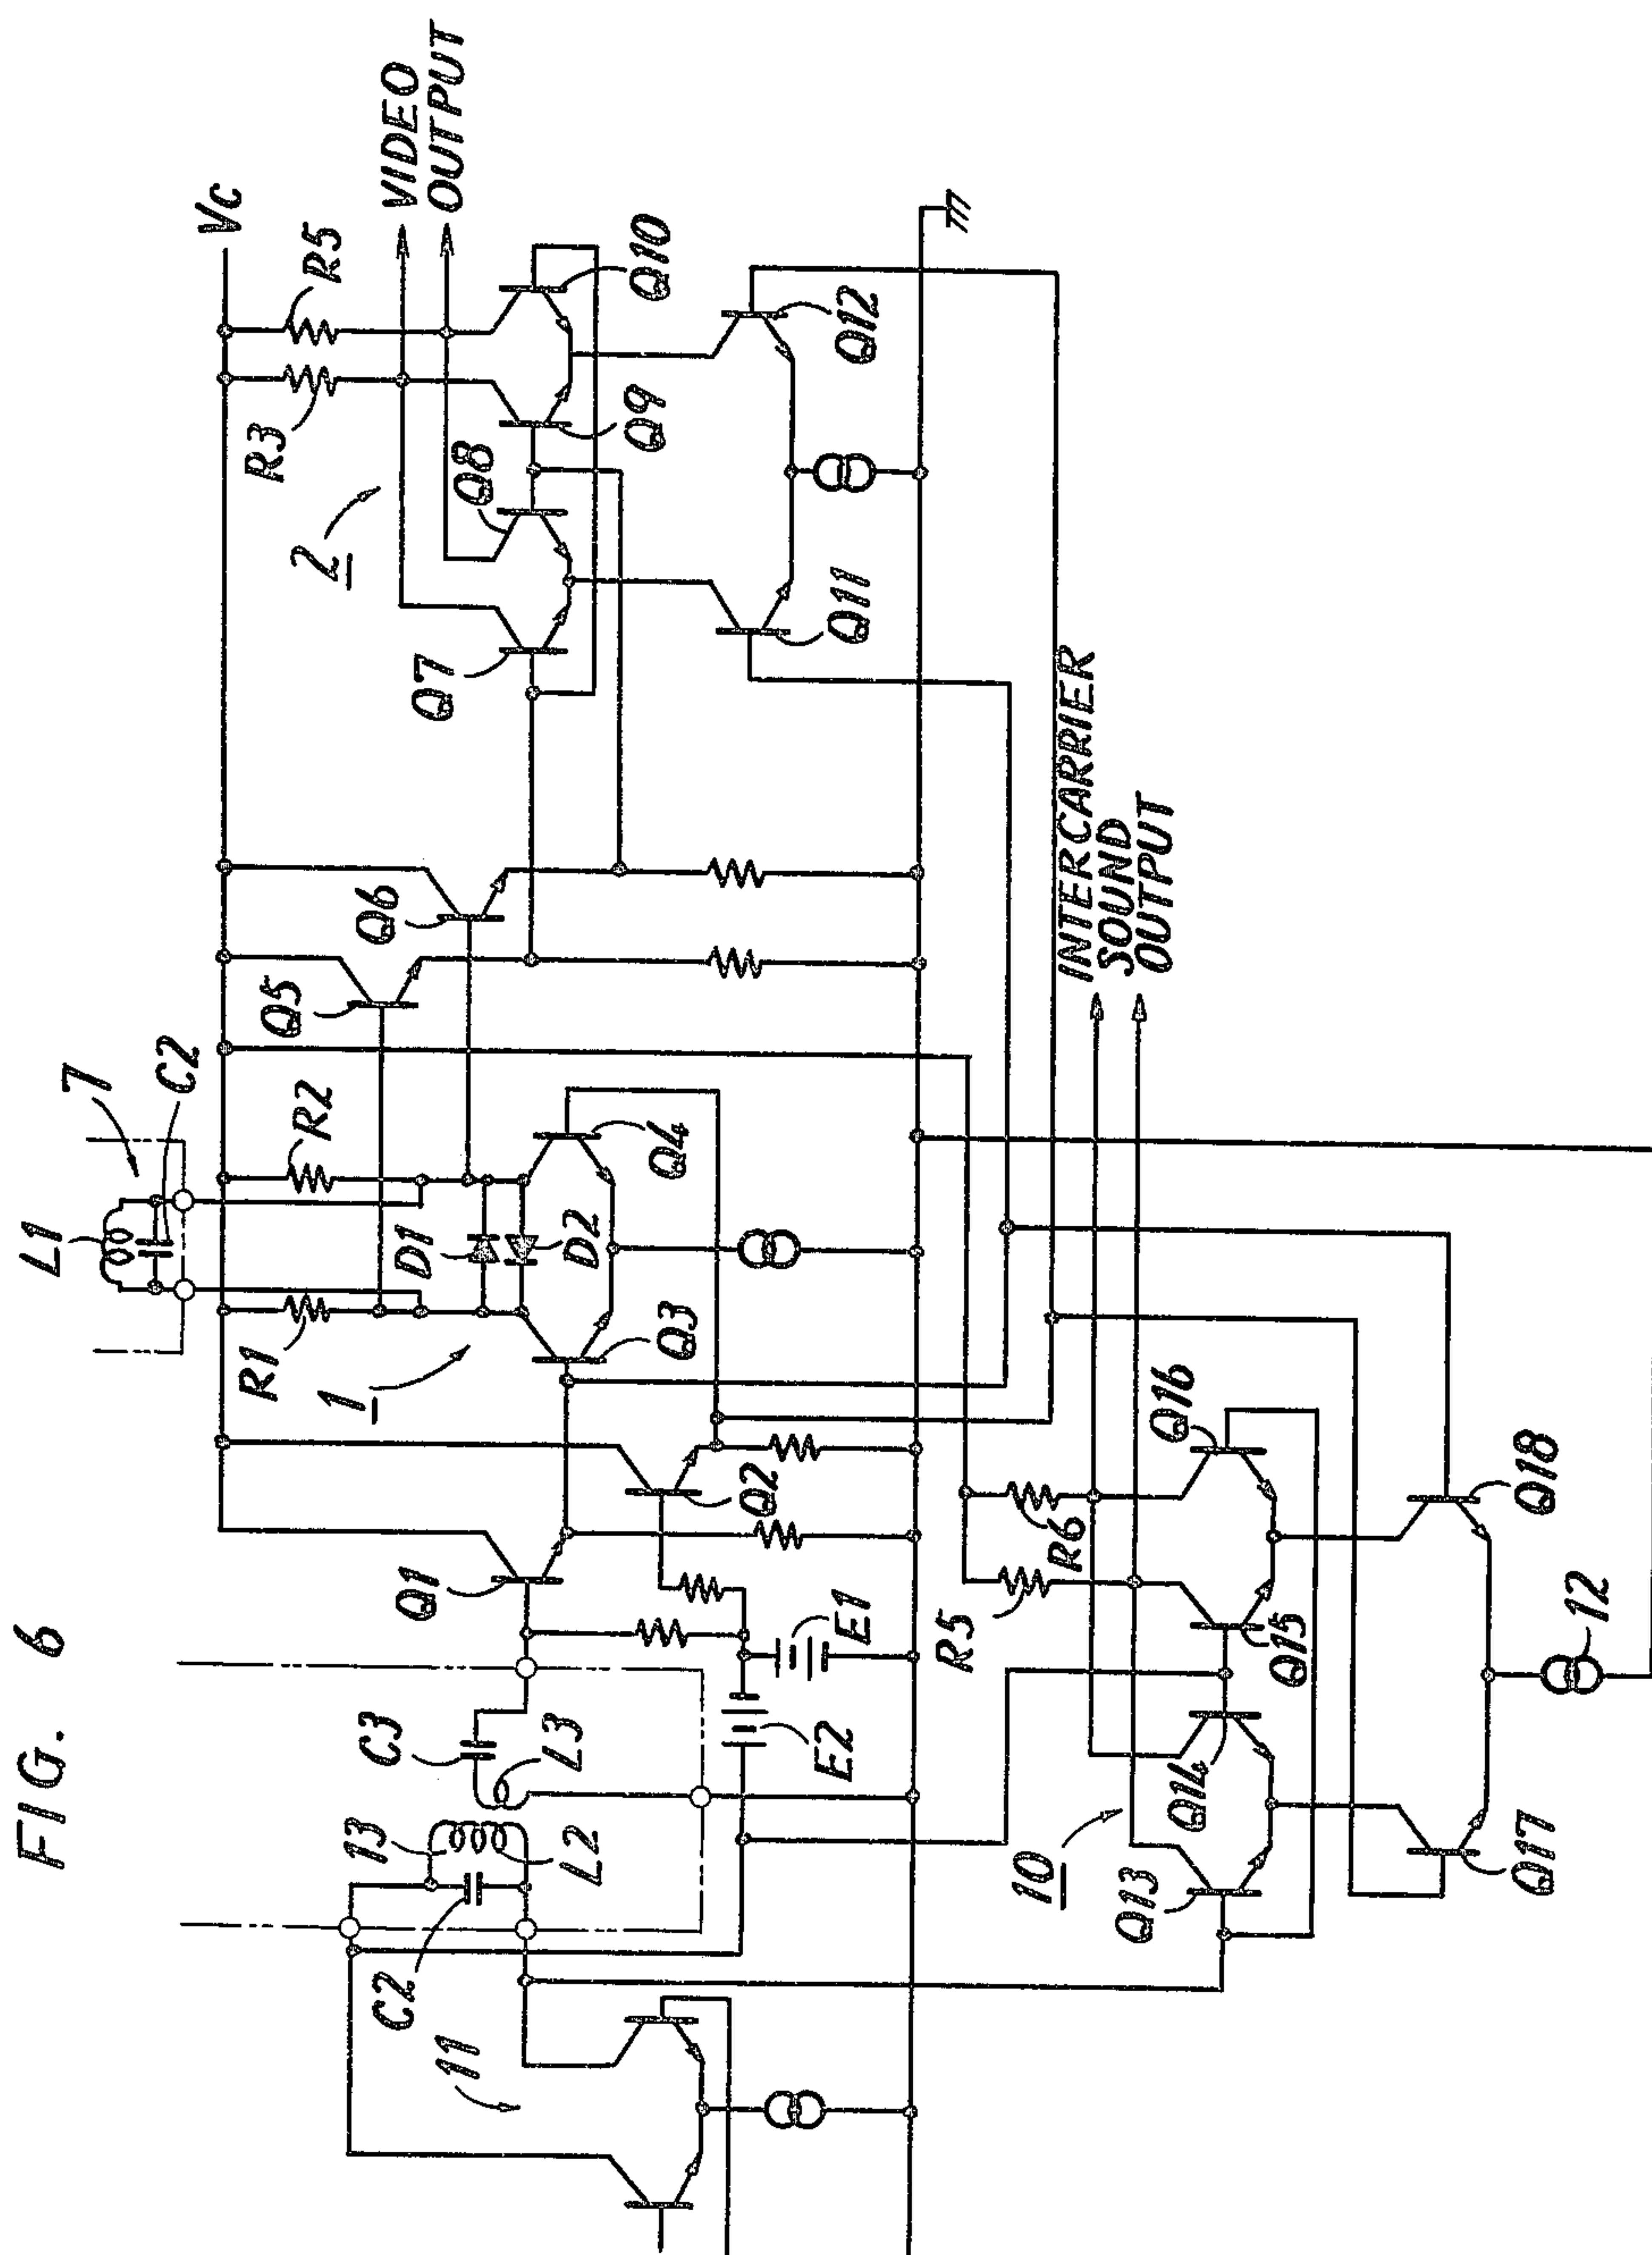 FIG. 6
L1
7
C2
Vc
R1
R2
R3
R5
VIDEO
OUTPUT
1
D1
D2
Q1
Q2
Q3
Q4
Q5
Q6
2
Q7
Q8
Q9
Q10
Q11
Q12
11
C2
13
L2
C3
L3
E2
E1
10
Q13
Q14
Q15
Q16
R5
R6
INTERCARRIER
SOUND
OUTPUT
Q17
12
Q18